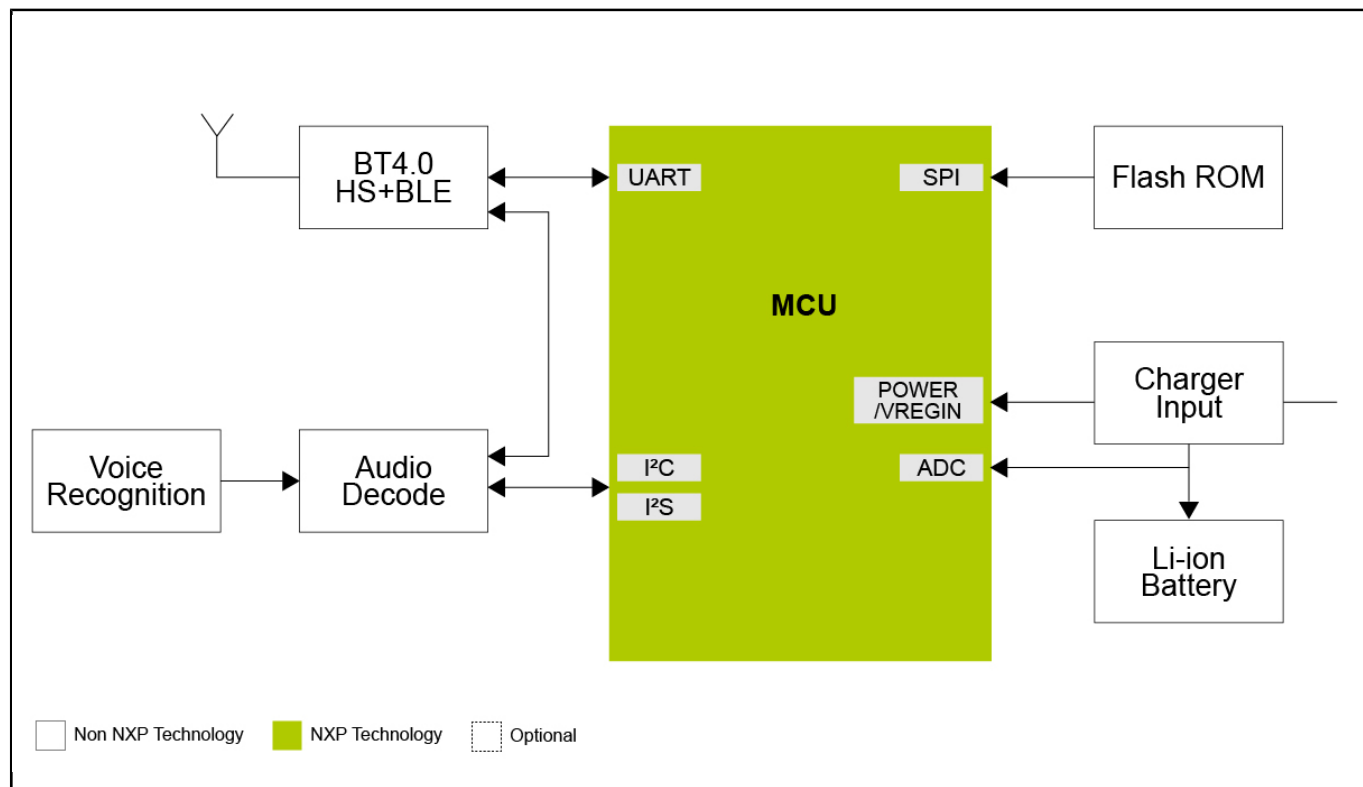 BT4.0
HS+BLE
UART
SPI
Flash ROM
MCU
POWER
/VREGIN
Charger
Input
Voice
Recognition
Audio
Decode
I²C
I²S
ADC
Li-ion
Battery
Non NXP Technology
NXP Technology
Optional